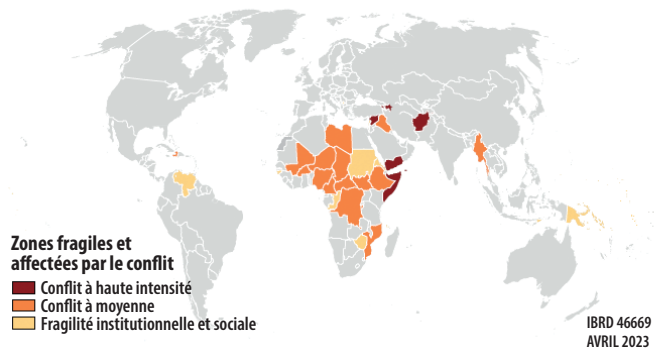 Zones fragiles et
affectées par le conflit
Conflit à haute intensité
Conflit à moyenne
Fragilité institutionnelle et sociale
IBRD 46669
AVRIL 2023